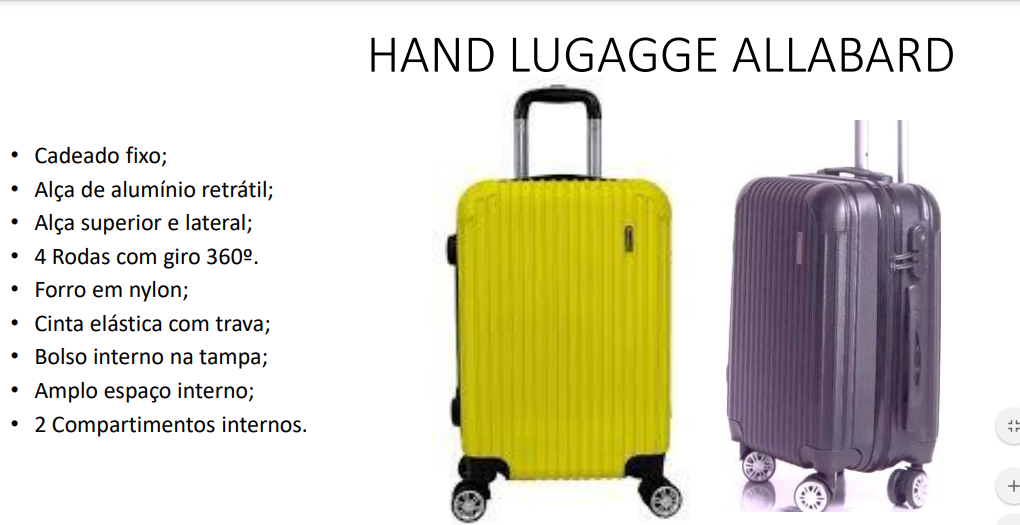 HAND LUGAGGE ALLABARD
• Cadeado fixo;
• Alça de alumínio retrátil;
• Alça superior e lateral;
• 4 Rodas com giro 360º.
• Forro em nylon;
• Cinta elástica com trava;
• Bolso interno na tampa;
• Amplo espaço interno;
• 2 Compartimentos internos.